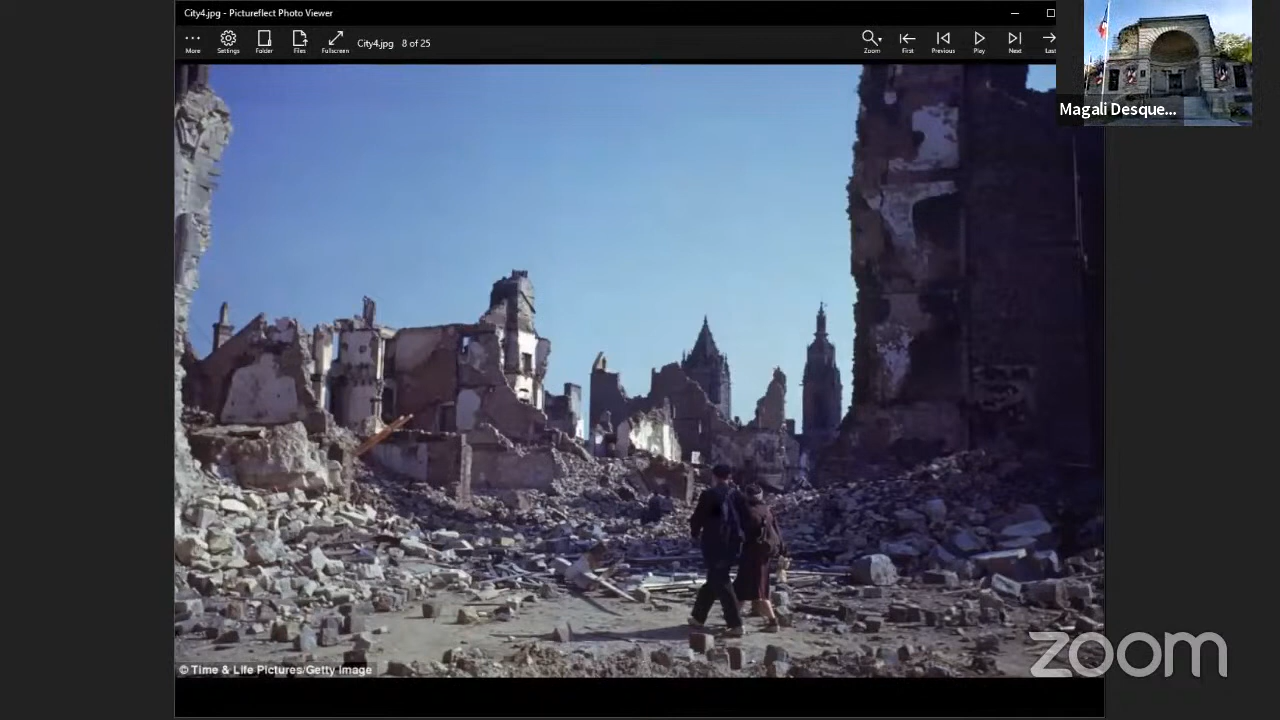 City4.jpg - Pictureflect Photo Viewer
More
Settings
Folder
Files
Fullscreen
City4.jpg 8 of 25
Zoom
First
Previous
Play
Next
Last
Magali Desque...
© Time & Life Pictures/Getty Image
zoom